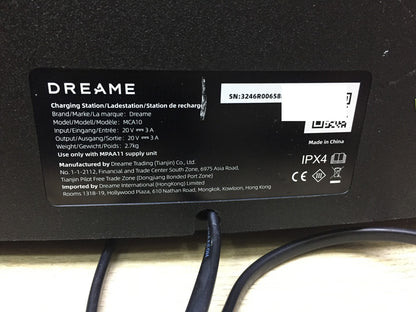 DREAME
SN:3246R0065B
Charging Station/Ladestation/Station de recharge
Brand/Marke/La marque: Dreame
Model/Modell/Modèle: MCA10
Input/Eingang/Entrée: 20 V ⎓ 3 A
Output/Ausgang/Sortie: 20 V ⎓ 3 A
Weight/Gewicht/Poids: 2.7kg
Use only with MPAA11 supply unit
Manufactured by Dreame Trading (Tianjin) Co., Ltd.
No. 1-1-2112, Financial and Trade Center South Zone, 6975 Asia Road,
Tianjin Pilot Free Trade Zone (Dongjiang Bonded Port Zone)
Imported by Dreame International (HongKong) Limited
Rooms 1318-19, Hollywood Plaza, 610 Nathan Road, Mongkok, Kowloon, Hong Kong
Made in China
IPX4
CE